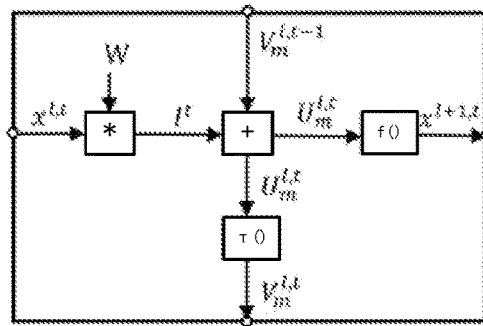 W
V_m^{l,t-1}
x^{l,t}
*
I^t
+
U_m^{l,t}
f()
x^{l+1,t}
U_m^{l,t}
τ()
V_m^{l,t}